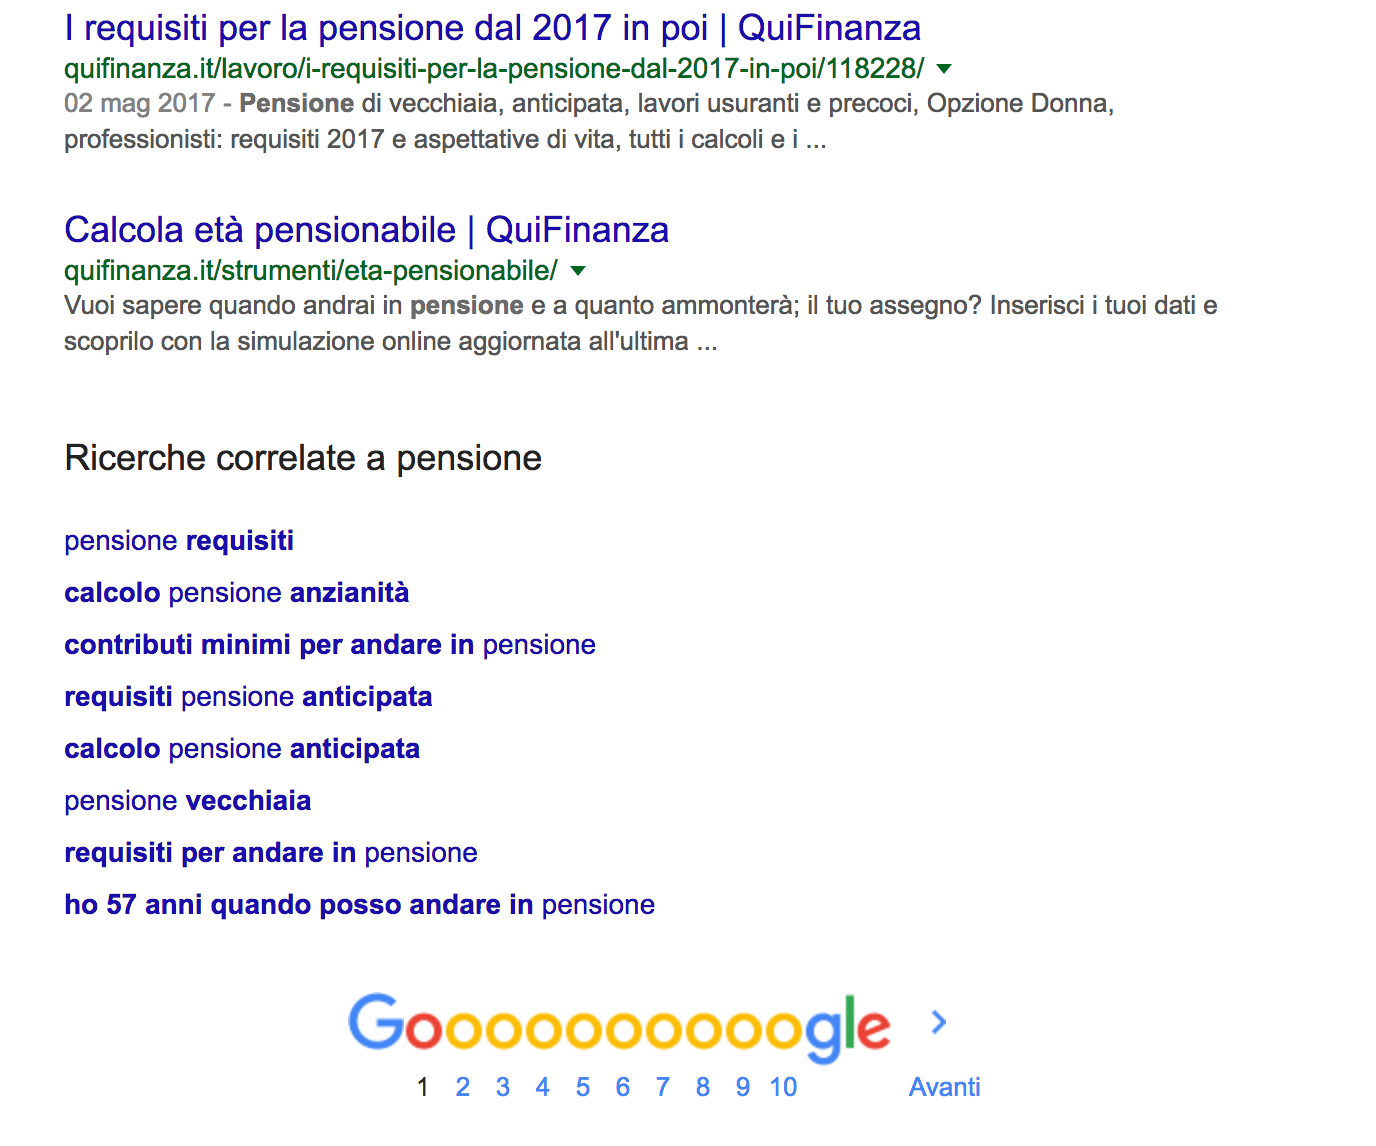 I requisiti per la pensione dal 2017 in poi | QuiFinanza
quifinanza.it/lavoro/i-requisiti-per-la-pensione-dal-2017-in-poi/118228/
02 mag 2017 - Pensione di vecchiaia, anticipata, lavori usuranti e precoci, Opzione Donna,
professionisti: requisiti 2017 e aspettative di vita, tutti i calcoli e i ...
Calcola età pensionabile | QuiFinanza
quifinanza.it/strumenti/eta-pensionabile/
Vuoi sapere quando andrai in pensione e a quanto ammonterà; il tuo assegno? Inserisci i tuoi dati e
scoprilo con la simulazione online aggiornata all'ultima ...
Ricerche correlate a pensione
pensione requisiti
calcolo pensione anzianità
contributi minimi per andare in pensione
requisiti pensione anticipata
calcolo pensione anticipata
pensione vecchiaia
requisiti per andare in pensione
ho 57 anni quando posso andare in pensione
Goooooooooogle >
1 2 3 4 5 6 7 8 9 10 Avanti